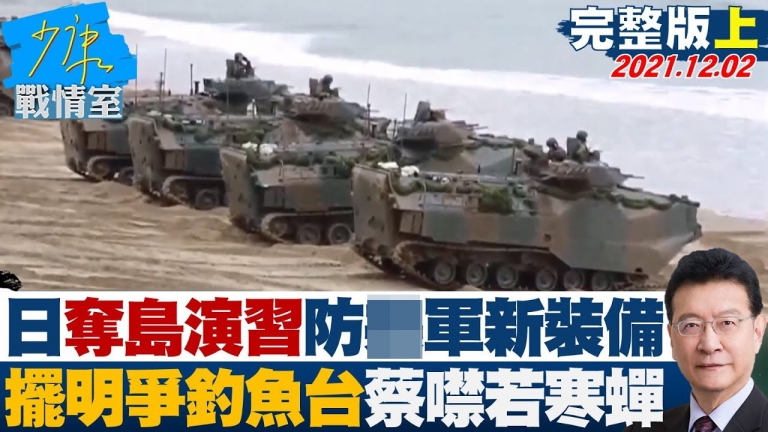 少康
戰情室
完整版上
2021.12.02
日奪島演習防 軍新裝備
擺明爭釣魚台蔡噤若寒蟬